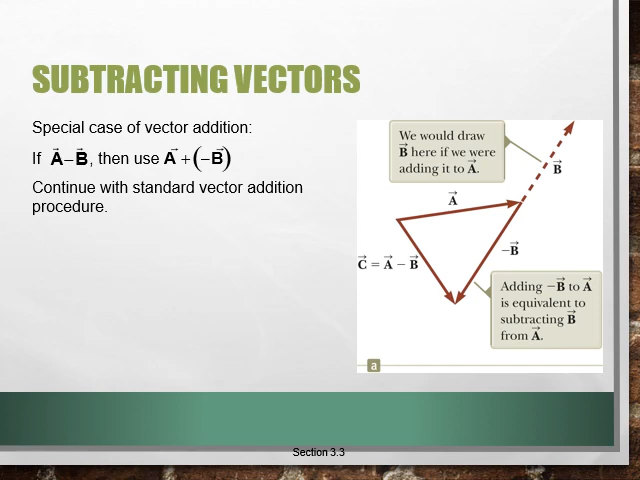 SUBTRACTING VECTORS
Special case of vector addition:
If A⃗ – B⃗, then use A⃗ + (–B⃗)
Continue with standard vector addition
procedure.
We would draw
B⃗ here if we were
adding it to A⃗.
B⃗
A⃗
–B⃗
C⃗ = A⃗ – B⃗
Adding –B⃗ to A⃗
is equivalent to
subtracting B⃗
from A⃗.
a
Section 3.3